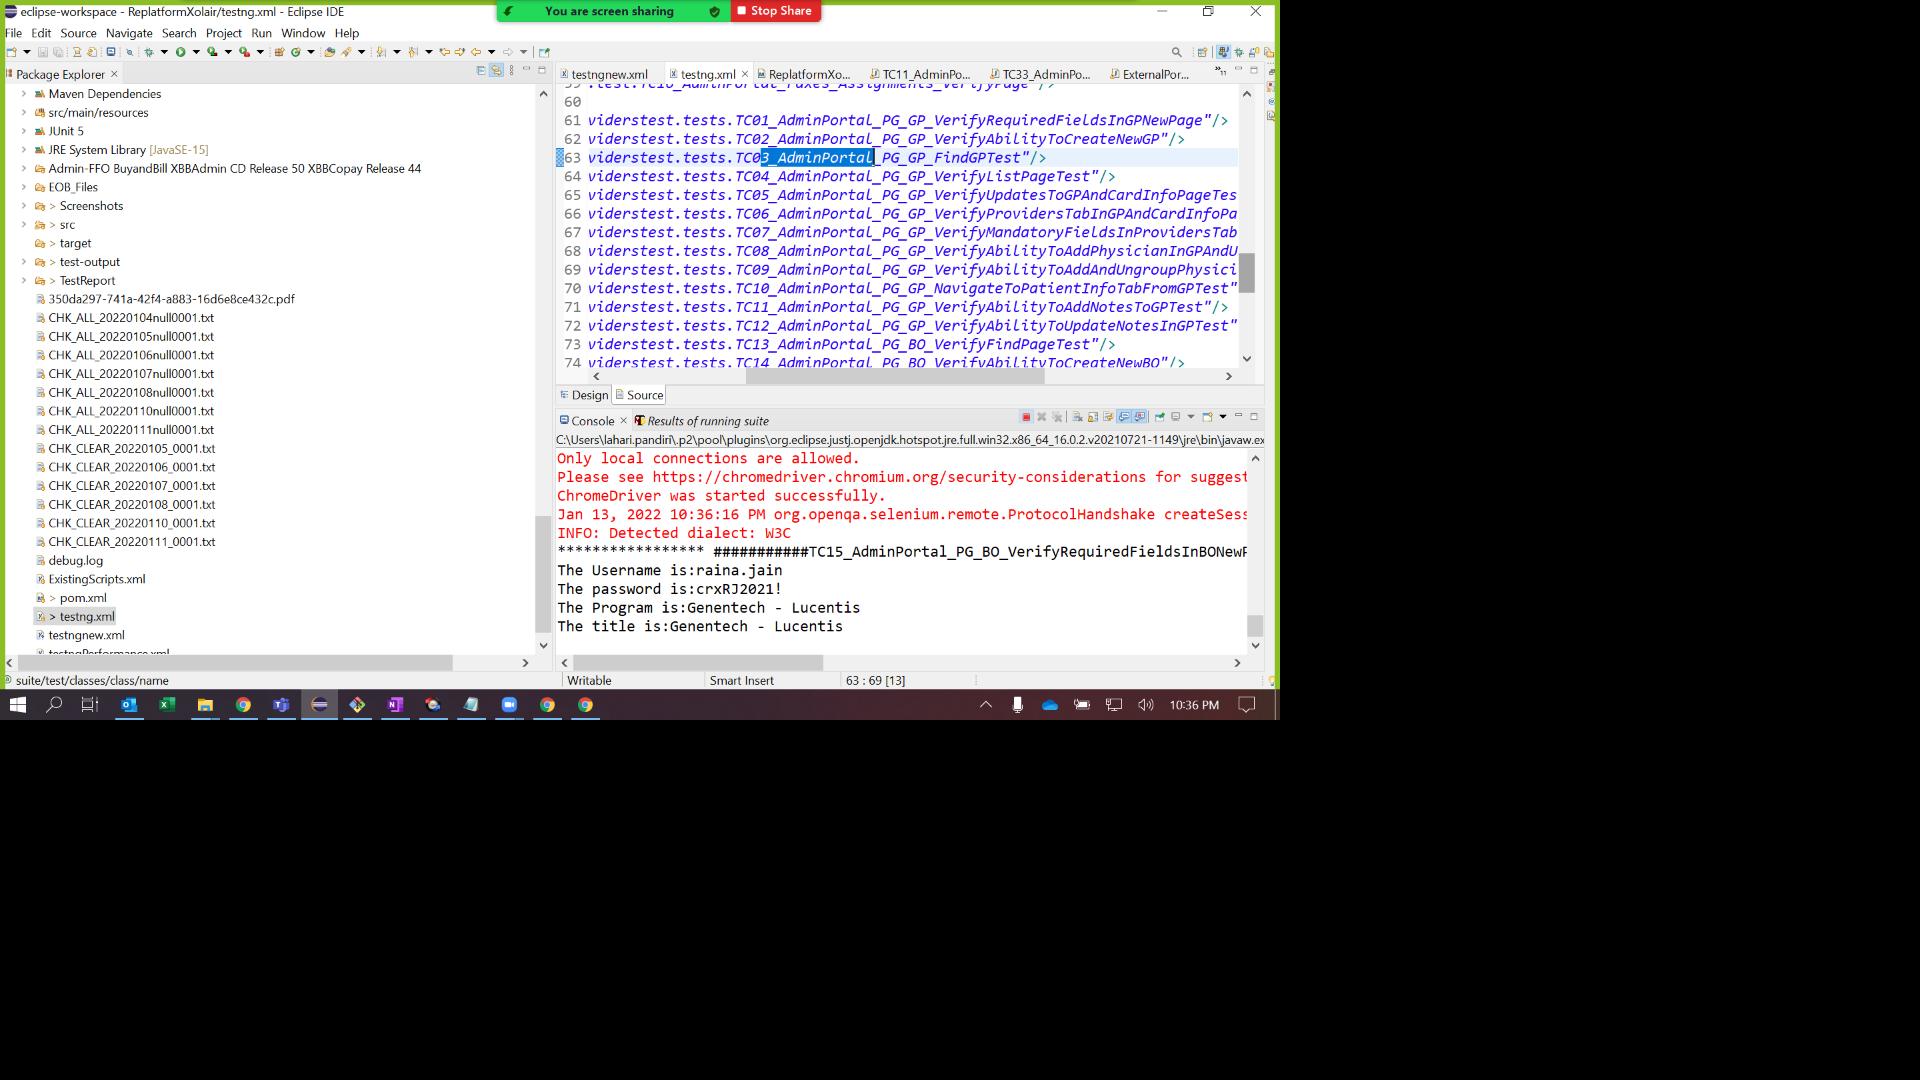 eclipse-workspace - ReplatformXolair/testng.xml - Eclipse IDE
You are screen sharing
Stop Share
File Edit Source Navigate Search Project Run Window Help
Package Explorer
Maven Dependencies
src/main/resources
JUnit 5
JRE System Library [JavaSE-15]
Admin-FFO BuyandBill XBBAdmin CD Release 50 XBBCopay Release 44
EOB_Files
> Screenshots
> src
> target
> test-output
> TestReport
350da297-741a-42f4-a883-16d6e8ce432c.pdf
CHK_ALL_20220104null0001.txt
CHK_ALL_20220105null0001.txt
CHK_ALL_20220106null0001.txt
CHK_ALL_20220107null0001.txt
CHK_ALL_20220108null0001.txt
CHK_ALL_20220110null0001.txt
CHK_ALL_20220111null0001.txt
CHK_CLEAR_20220105_0001.txt
CHK_CLEAR_20220106_0001.txt
CHK_CLEAR_20220107_0001.txt
CHK_CLEAR_20220108_0001.txt
CHK_CLEAR_20220110_0001.txt
CHK_CLEAR_20220111_0001.txt
debug.log
ExistingScripts.xml
> pom.xml
> testng.xml
testngnew.xml
testngPerformance.xml
testngnew.xml testng.xml ReplatformXo... TC11_AdminPo... TC33_AdminPo... ExternalPor... 11
59 .test.TC10_AdminPortal_Faxes_Assignments_VerifyPage"/>
60
61 viderstest.tests.TC01_AdminPortal_PG_GP_VerifyRequiredFieldsInGPNewPage"/>
62 viderstest.tests.TC02_AdminPortal_PG_GP_VerifyAbilityToCreateNewGP"/>
63 viderstest.tests.TC03_AdminPortal_PG_GP_FindGPTest"/>
64 viderstest.tests.TC04_AdminPortal_PG_GP_VerifyListPageTest"/>
65 viderstest.tests.TC05_AdminPortal_PG_GP_VerifyUpdatesToGPAndCardInfoPageTes
66 viderstest.tests.TC06_AdminPortal_PG_GP_VerifyProvidersTabInGPAndCardInfoPa
67 viderstest.tests.TC07_AdminPortal_PG_GP_VerifyMandatoryFieldsInProvidersTab
68 viderstest.tests.TC08_AdminPortal_PG_GP_VerifyAbilityToAddPhysicianInGPAndU
69 viderstest.tests.TC09_AdminPortal_PG_GP_VerifyAbilityToAddAndUngroupPhysici
70 viderstest.tests.TC10_AdminPortal_PG_GP_NavigateToPatientInfoTabFromGPTest"
71 viderstest.tests.TC11_AdminPortal_PG_GP_VerifyAbilityToAddNotesToGPTest"/>
72 viderstest.tests.TC12_AdminPortal_PG_GP_VerifyAbilityToUpdateNotesInGPTest"
73 viderstest.tests.TC13_AdminPortal_PG_BO_VerifyFindPageTest"/>
74 viderstest.tests.TC14_AdminPortal_PG_BO_VerifyAbilityToCreateNewBO"/>
Design Source
Console Results of running suite
C:\Users\lahari.pandiri\.p2\pool\plugins\org.eclipse.justj.openjdk.hotspot.jre.full.win32.x86_64_16.0.2.v20210721-1149\jre\bin\javaw.ex
Only local connections are allowed.
Please see https://chromedriver.chromium.org/security-considerations for suggest
ChromeDriver was started successfully.
Jan 13, 2022 10:36:16 PM org.openqa.selenium.remote.ProtocolHandshake createSess
INFO: Detected dialect: W3C
***************** ###########TC15_AdminPortal_PG_BO_VerifyRequiredFieldsInBONewP
The Username is:raina.jain
The password is:crxRJ2021!
The Program is:Genentech - Lucentis
The title is:Genentech - Lucentis
suite/test/classes/class/name Writable Smart Insert 63 : 69 [13]
10:36 PM